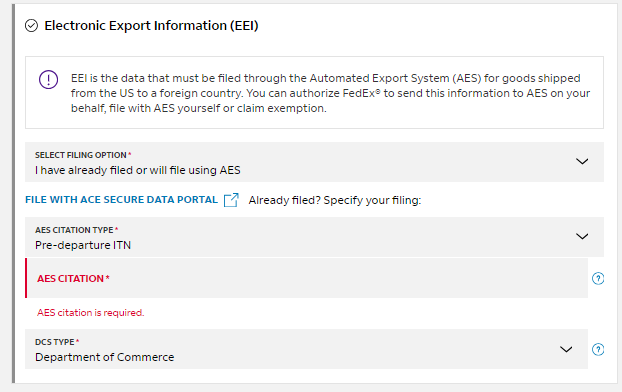 Electronic Export Information (EEI)
EEI is the data that must be filed through the Automated Export System (AES) for goods shipped
from the US to a foreign country. You can authorize FedEx® to send this information to AES on your
behalf, file with AES yourself or claim exemption.
SELECT FILING OPTION*
I have already filed or will file using AES
FILE WITH ACE SECURE DATA PORTAL Already filed? Specify your filing:
AES CITATION TYPE*
Pre-departure ITN
AES CITATION*
?
AES citation is required.
DCS TYPE*
Department of Commerce
?